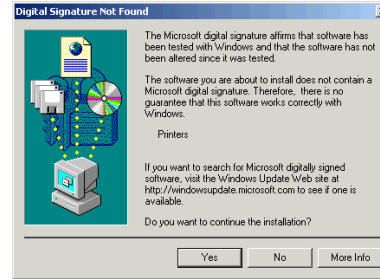 Digital Signature Not Found
The Microsoft digital signature affirms that software has
been tested with Windows and that the software has not
been altered since it was tested.
The software you are about to install does not contain a
Microsoft digital signature. Therefore, there is no
guarantee that this software works correctly with
Windows.
Printers
If you want to search for Microsoft digitally signed
software, visit the Windows Update Web site at
http://windowsupdate.microsoft.com to see if one is
available.
Do you want to continue the installation?
Yes No More Info